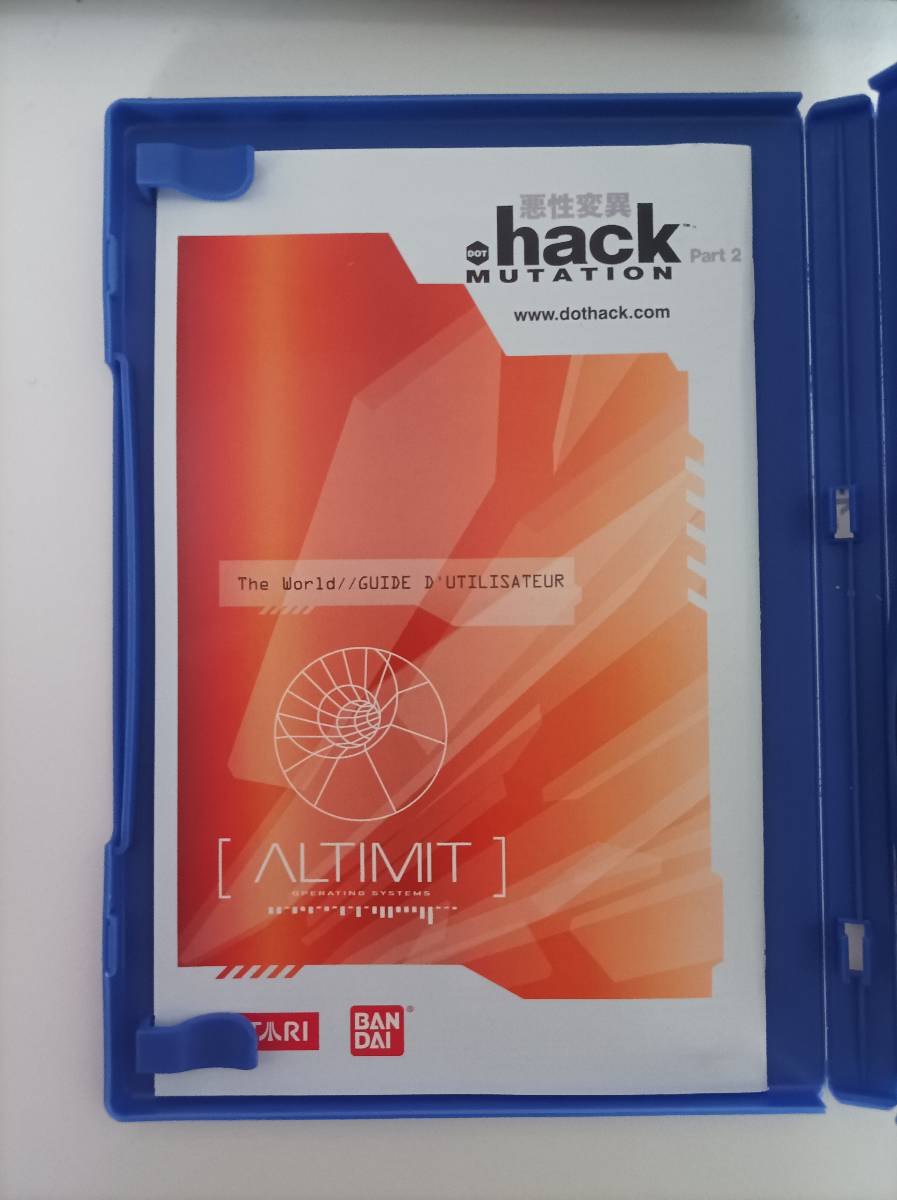 悪性変異
DOT .hack™ Part 2
MUTATION
www.dothack.com
The World//GUIDE D'UTILISATEUR
[ ALTIMIT ]
OPERATING SYSTEMS
BAN
DAI®